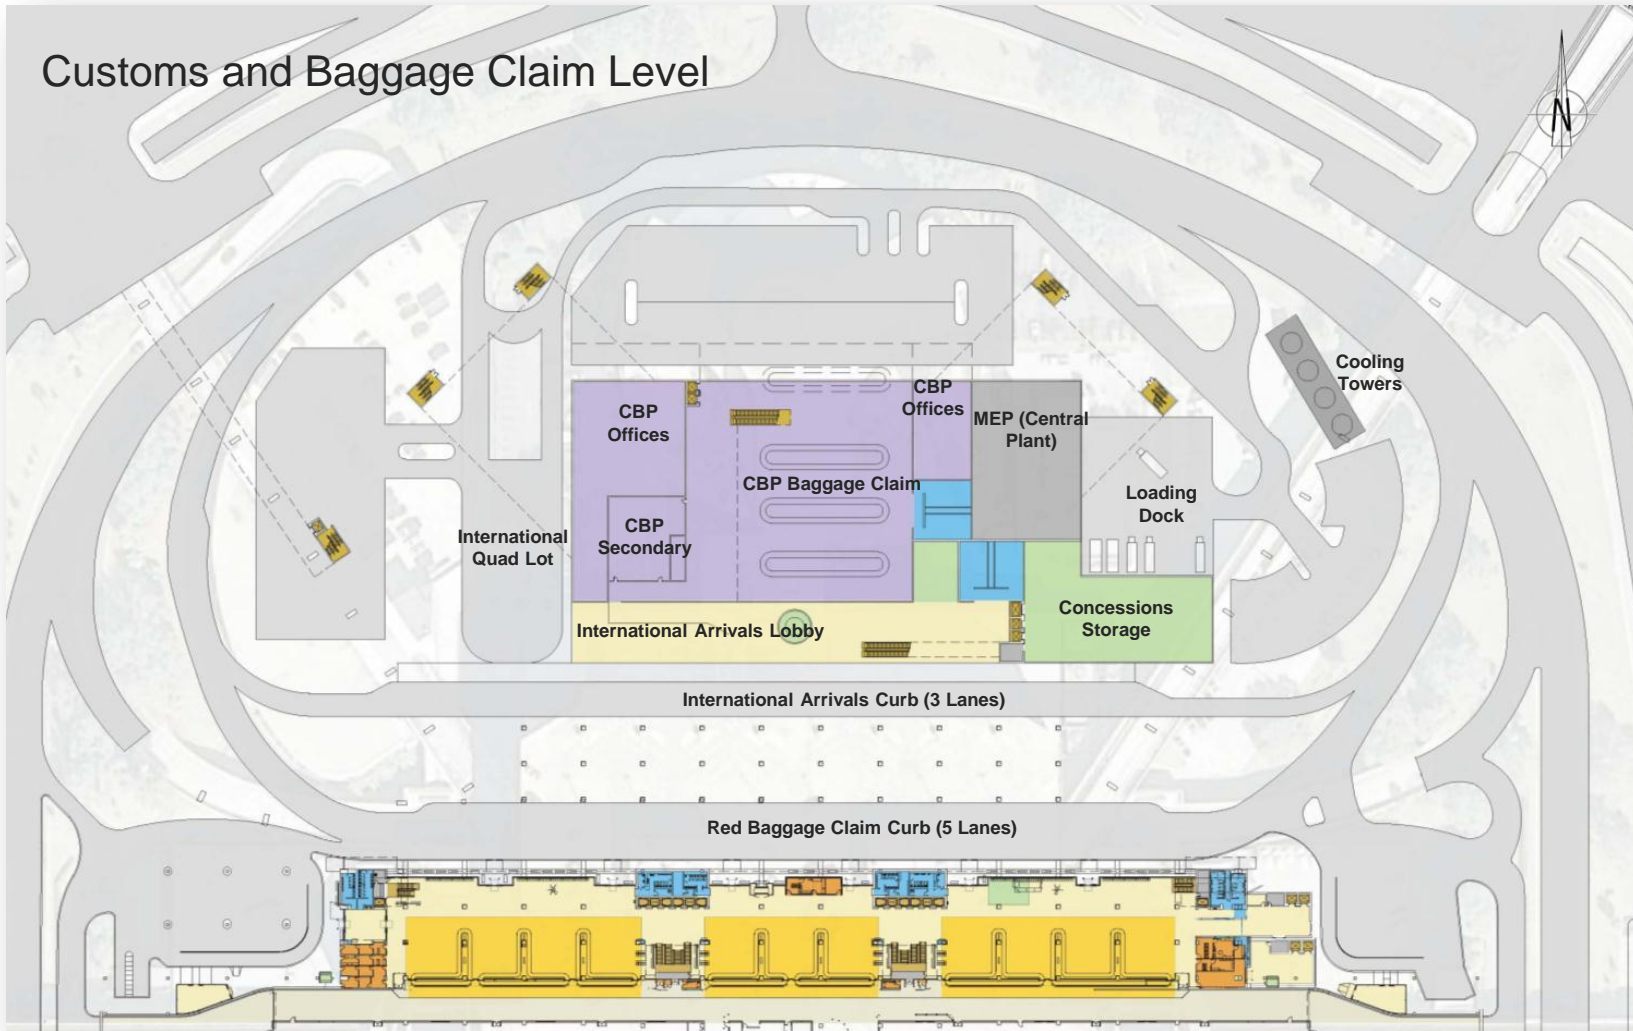 Customs and Baggage Claim Level
N
Cooling
Towers
CBP
Offices
CBP
Offices
MEP (Central
Plant)
CBP Baggage Claim
Loading
Dock
CBP
Secondary
International
Quad Lot
Concessions
Storage
International Arrivals Lobby
International Arrivals Curb (3 Lanes)
Red Baggage Claim Curb (5 Lanes)